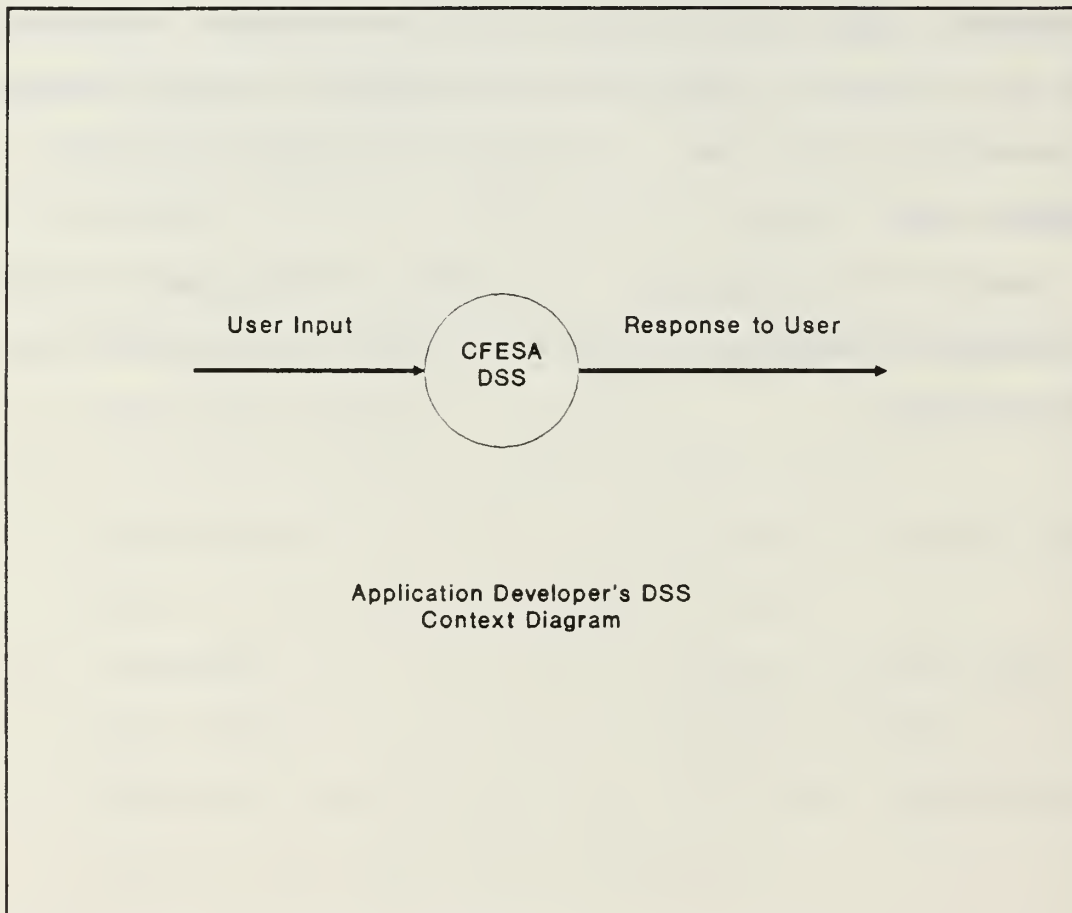 User Input
Response to User
CFESA
DSS
Application Developer's DSS
Context Diagram